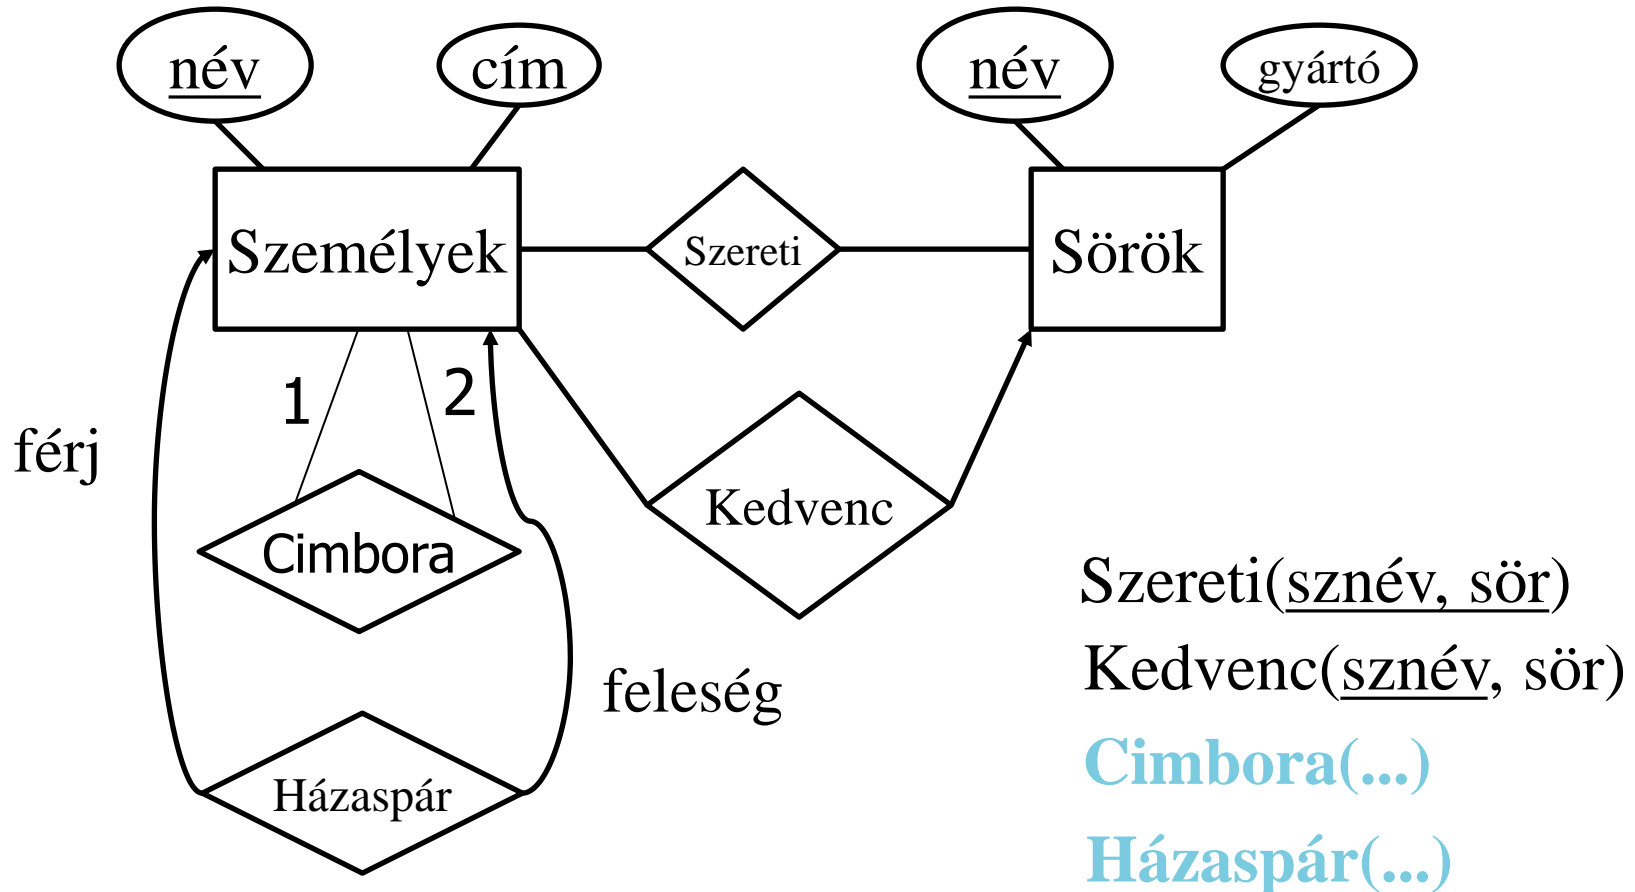 név
cím
név
gyártó
Személyek
Szereti
Sörök
1
2
férj
Kedvenc
Cimbora
Szereti(sznév, sör)
Kedvenc(sznév, sör)
feleség
Cimbora(...)
Házaspár
Házaspár(...)